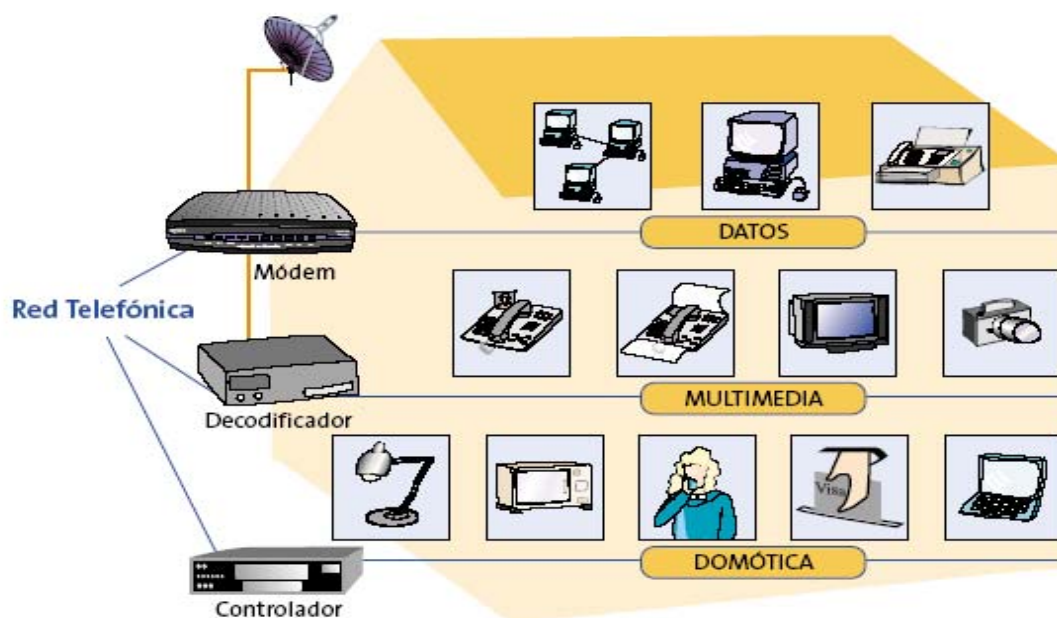 DATOS
Módem
Red Telefónica
MULTIMEDIA
Decodificador
Visa
DOMÓTICA
Controlador